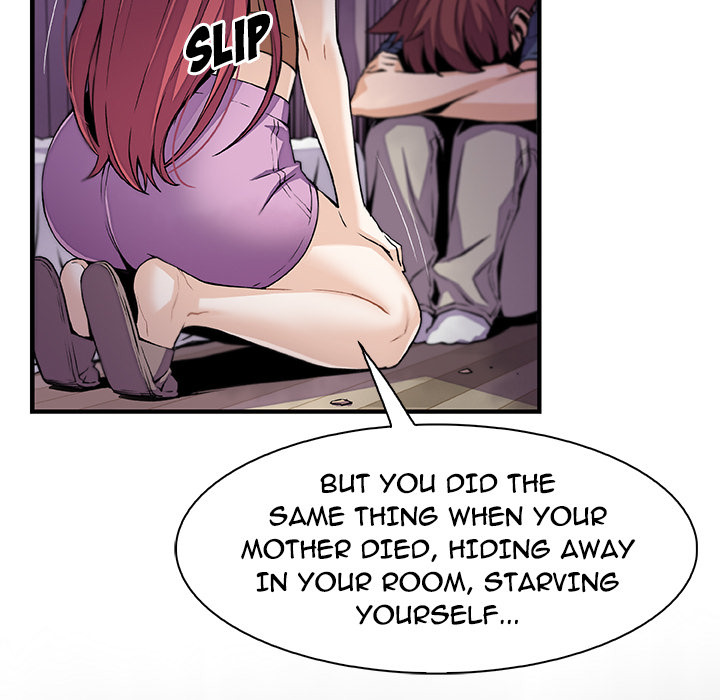 SLIP
BUT YOU DID THE
SAME THING WHEN YOUR
MOTHER DIED, HIDING AWAY
IN YOUR ROOM, STARVING
YOURSELF...